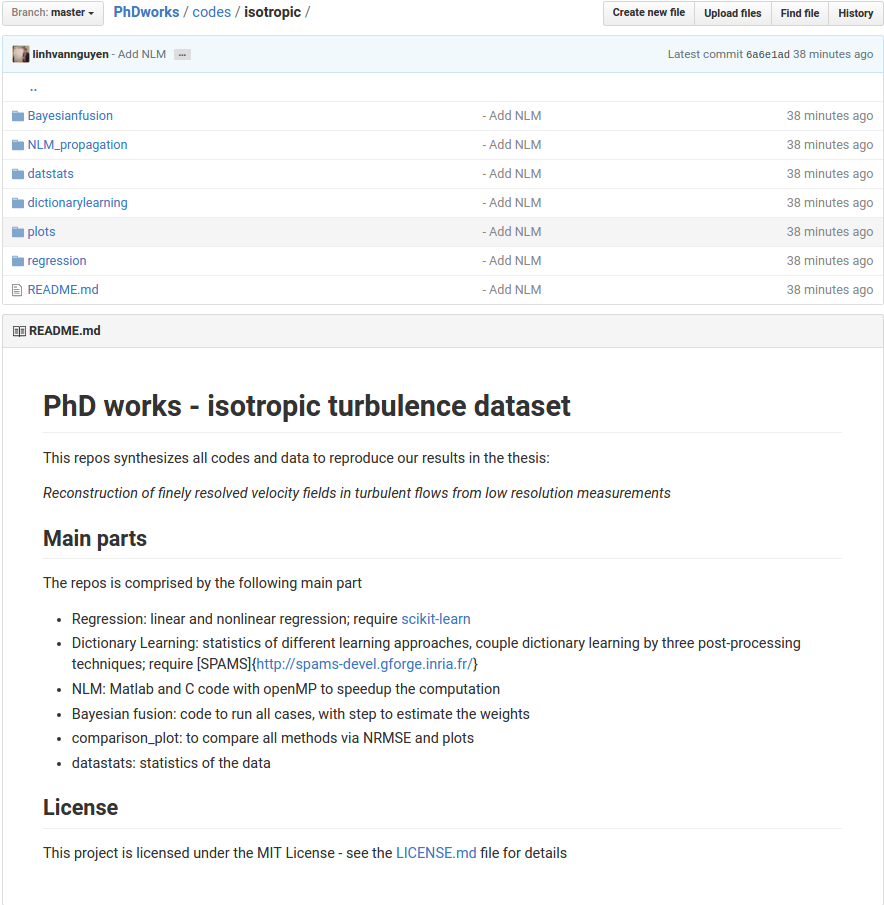 Branch: master
PhDworks / codes / isotropic /
Create new file
Upload files
Find file
History
linhvannguyen - Add NLM ...
Latest commit 6a6e1ad 38 minutes ago
..
Bayesianfusion - Add NLM 38 minutes ago
NLM_propagation - Add NLM 38 minutes ago
datstats - Add NLM 38 minutes ago
dictionarylearning - Add NLM 38 minutes ago
plots - Add NLM 38 minutes ago
regression - Add NLM 38 minutes ago
README.md - Add NLM 38 minutes ago
README.md
PhD works - isotropic turbulence dataset
This repos synthesizes all codes and data to reproduce our results in the thesis:
Reconstruction of finely resolved velocity fields in turbulent flows from low resolution measurements
Main parts
The repos is comprised by the following main part
• Regression: linear and nonlinear regression; require scikit-learn
• Dictionary Learning: statistics of different learning approaches, couple dictionary learning by three post-processing
techniques; require [SPAMS]{http://spams-devel.gforge.inria.fr/}
• NLM: Matlab and C code with openMP to speedup the computation
• Bayesian fusion: code to run all cases, with step to estimate the weights
• comparison_plot: to compare all methods via NRMSE and plots
• datastats: statistics of the data
License
This project is licensed under the MIT License - see the LICENSE.md file for details